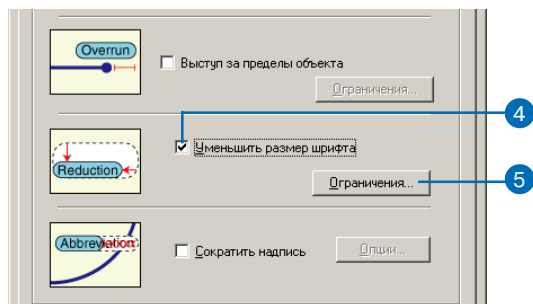 Overrun
Выступ за пределы объекта
Ограничения...
4
Reduction
Уменьшить размер шрифта
Ограничения...
5
Abbreviation
Сократить надпись
Опции...